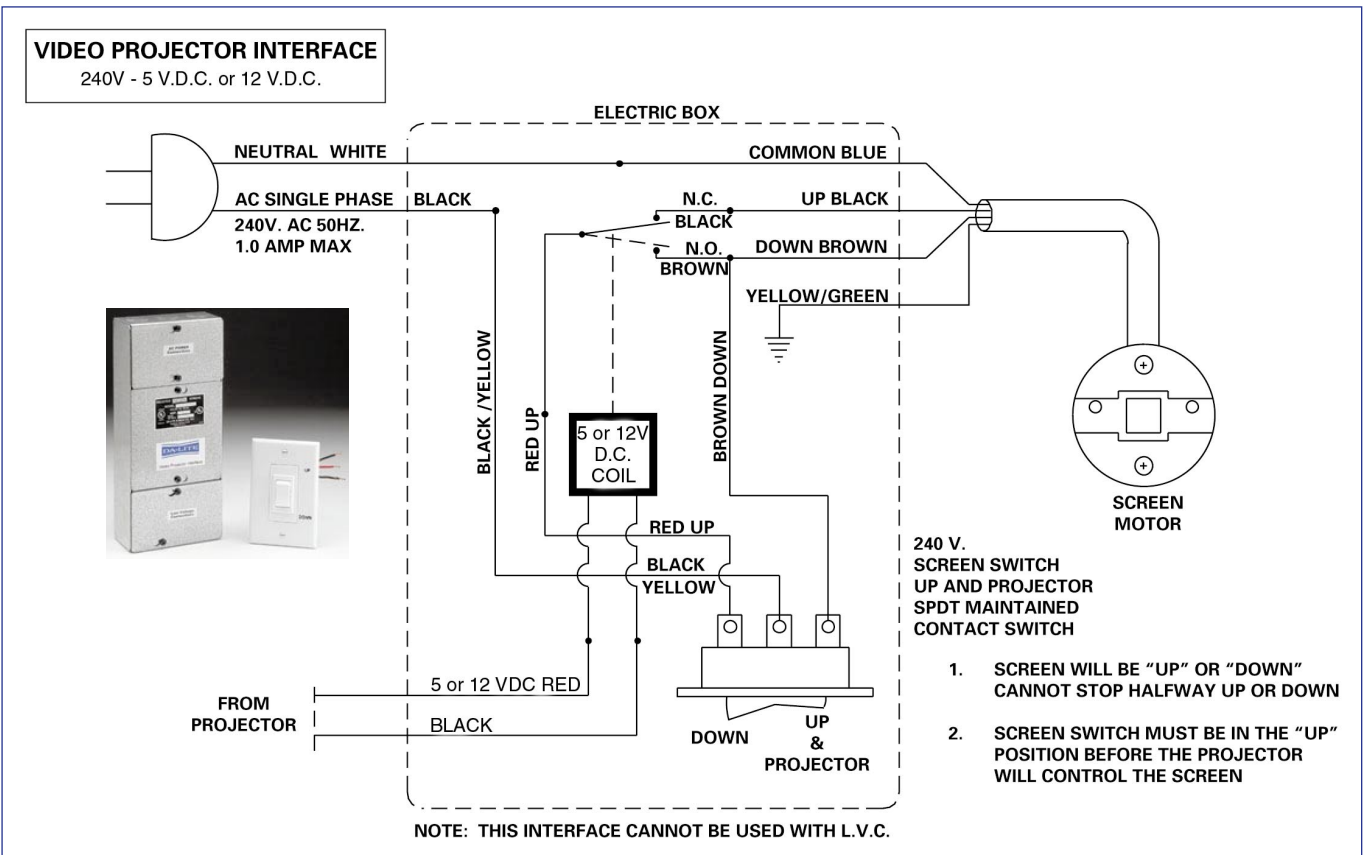 VIDEO PROJECTOR INTERFACE
240V - 5 V.D.C. or 12 V.D.C.
ELECTRIC BOX
NEUTRAL WHITE
COMMON BLUE
AC SINGLE PHASE
BLACK
240V. AC 50HZ.
1.0 AMP MAX
N.C.
BLACK
UP BLACK
N.O.
BROWN
DOWN BROWN
YELLOW/GREEN
BLACK /YELLOW
RED UP
BROWN DOWN
5 or 12V
D.C.
COIL
RED UP
BLACK
YELLOW
SCREEN
MOTOR
240 V.
SCREEN SWITCH
UP AND PROJECTOR
SPDT MAINTAINED
CONTACT SWITCH
1. SCREEN WILL BE “UP” OR “DOWN”
CANNOT STOP HALFWAY UP OR DOWN
2. SCREEN SWITCH MUST BE IN THE “UP”
POSITION BEFORE THE PROJECTOR
WILL CONTROL THE SCREEN
FROM
PROJECTOR
5 or 12 VDC RED
BLACK
DOWN
UP
&
PROJECTOR
NOTE: THIS INTERFACE CANNOT BE USED WITH L.V.C.
DA-LITE